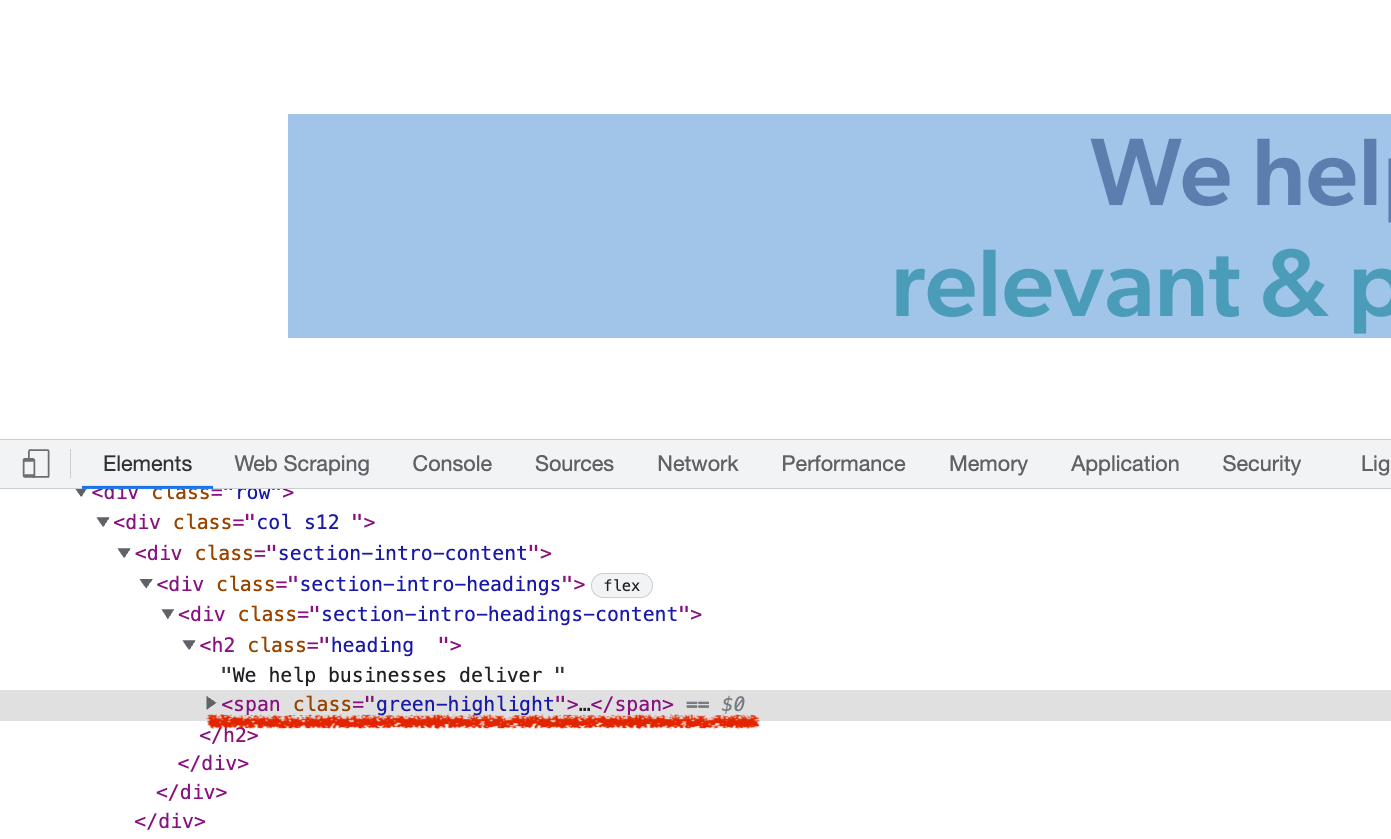 We help
relevant & p
Elements Web Scraping Console Sources Network Performance Memory Application Security Lig
<div class="row">
<div class="col s12 ">
<div class="section-intro-content">
<div class="section-intro-headings"> flex
<div class="section-intro-headings-content">
<h2 class="heading  ">
"We help businesses deliver "
<span class="green-highlight">…</span> == $0
</h2>
</div>
</div>
</div>